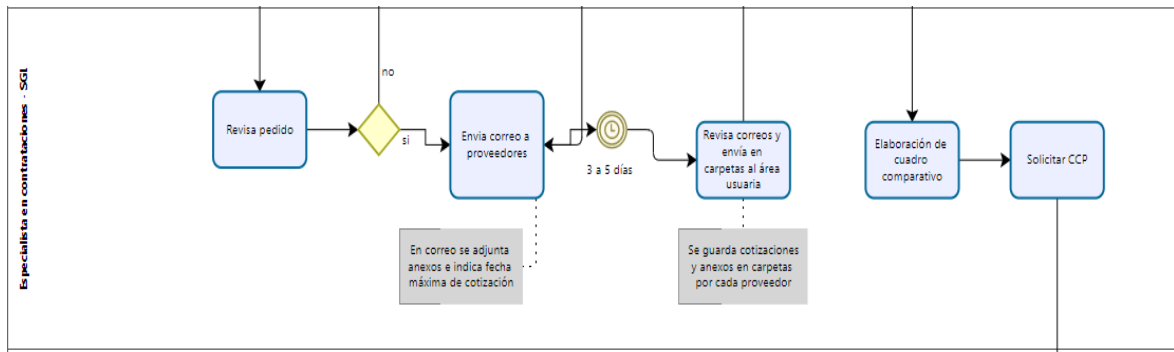 Especialista en contrataciones - SGL
Revisa pedido
no
si
Envia correo a
proveedores
En correo se adjunta
anexos e indica fecha
máxima de cotización
3 a 5 días
Revisa correos y
envía en
carpetas al área
usuaria
Se guarda cotizaciones
y anexos en carpetas
por cada proveedor
Elaboración de
cuadro
comparativo
Solicitar CCP